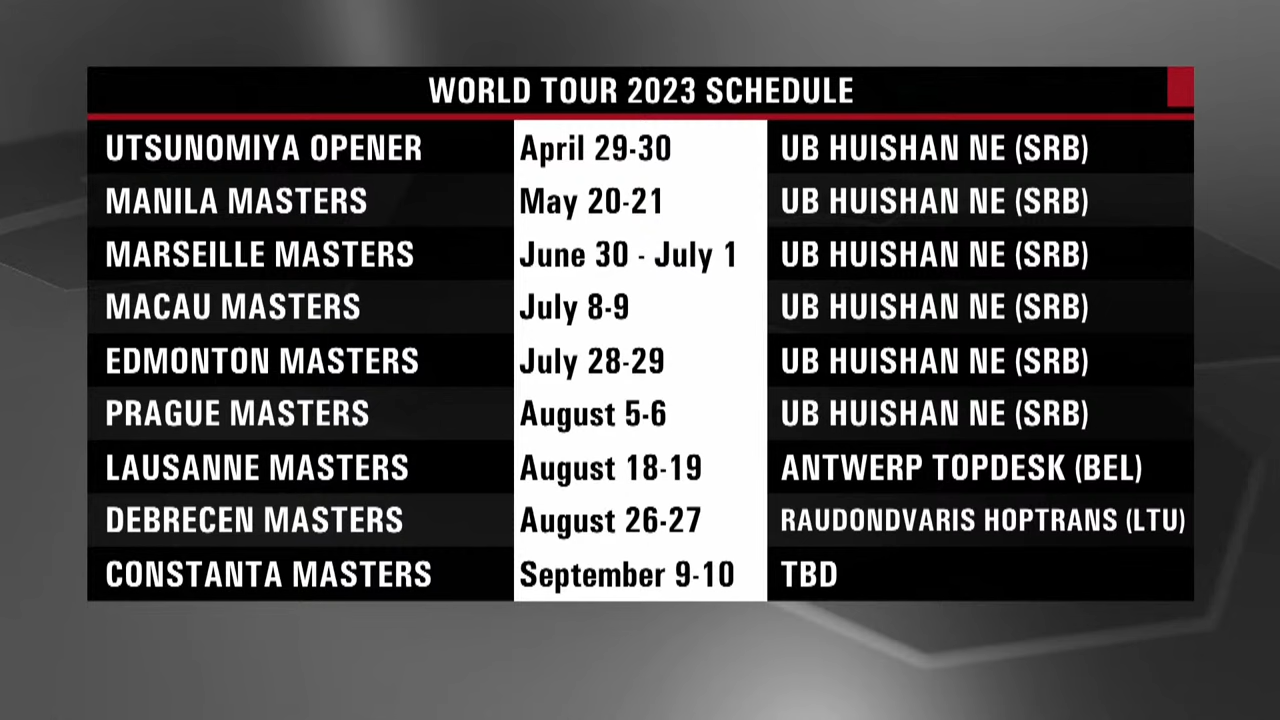 WORLD TOUR 2023 SCHEDULE
UTSUNOMIYA OPENER April 29-30 UB HUISHAN NE (SRB)
MANILA MASTERS May 20-21 UB HUISHAN NE (SRB)
MARSEILLE MASTERS June 30 - July 1 UB HUISHAN NE (SRB)
MACAU MASTERS July 8-9 UB HUISHAN NE (SRB)
EDMONTON MASTERS July 28-29 UB HUISHAN NE (SRB)
PRAGUE MASTERS August 5-6 UB HUISHAN NE (SRB)
LAUSANNE MASTERS August 18-19 ANTWERP TOPDESK (BEL)
DEBRECEN MASTERS August 26-27 RAUDONDVARIS HOPTRANS (LTU)
CONSTANTA MASTERS September 9-10 TBD